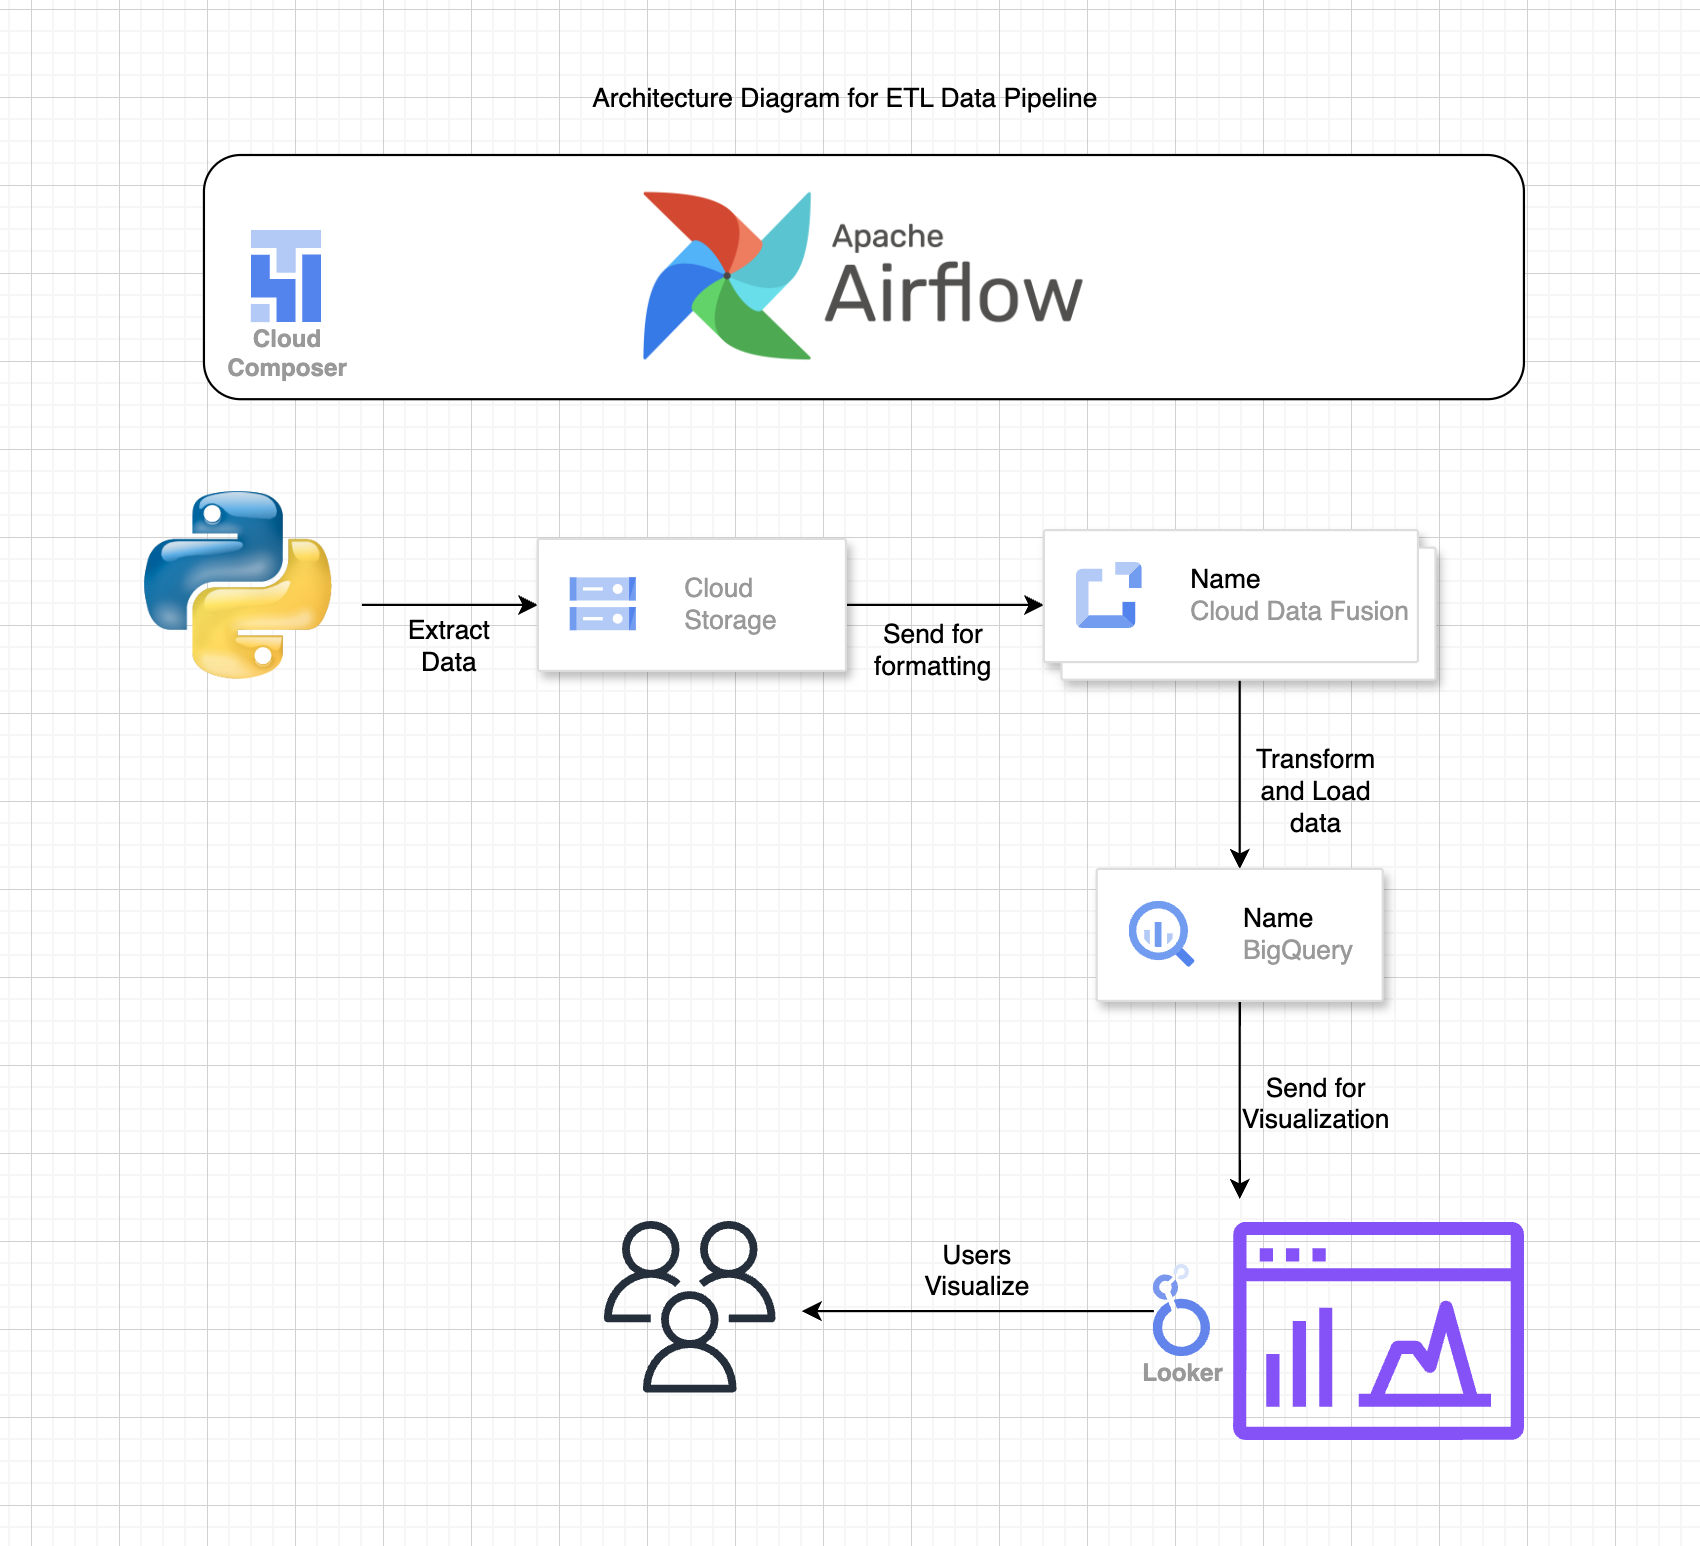 Architecture Diagram for ETL Data Pipeline
Apache
Airflow
Cloud
Composer
Extract
Data
Cloud
Storage
Send for
formatting
Name
Cloud Data Fusion
Transform
and Load
data
Name
BigQuery
Send for
Visualization
Users
Visualize
Looker